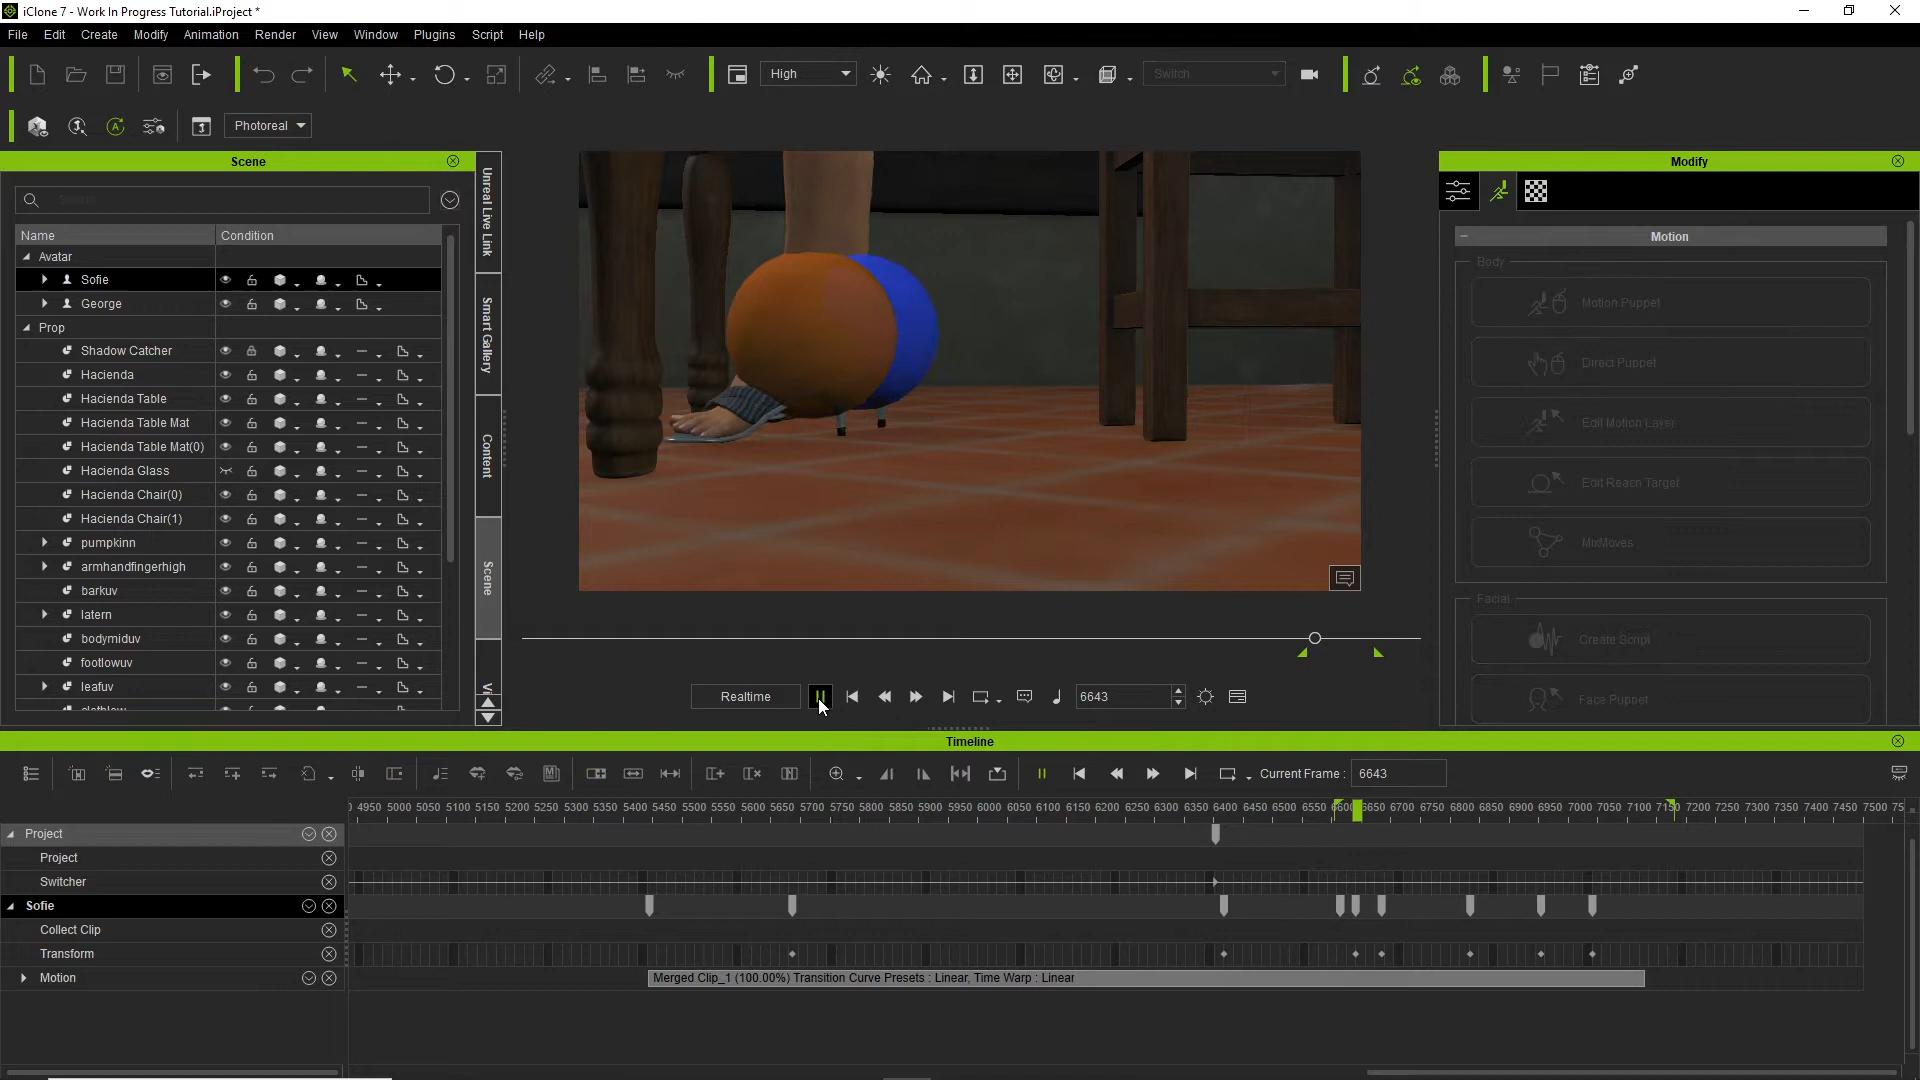 iClone 7 - Work In Progress Tutorial.iProject *
File Edit Create Modify Animation Render View Window Plugins Script Help
High
Switch
Photoreal
Scene
Name Condition
Avatar
Sofie
George
Prop
Shadow Catcher
Hacienda
Hacienda Table
Hacienda Table Mat
Hacienda Table Mat(0)
Hacienda Glass
Hacienda Chair(0)
Hacienda Chair(1)
pumpkinn
armhandfingerhigh
barkuv
latern
bodymiduv
footlowuv
leafuv
Unreal Live Link
Smart Gallery
Content
Scene
Realtime
6643
Modify
Motion
Body
Motion Puppet
Direct Puppet
Edit Motion Layer
Edit Reach Target
MixMoves
Facial
Create Script
Face Puppet
Timeline
Current Frame : 6643
4950 5000 5050 5100 5150 5200 5250 5300 5350 5400 5450 5500 5550 5600 5650 5700 5750 5800 5850 5900 5950 6000 6050 6100 6150 6200 6250 6300 6350 6400 6450 6500 6550 6600 6650 6700 6750 6800 6850 6900 6950 7000 7050 7100 7150 7200 7250 7300 7350 7400 7450 7500
Project
Project
Switcher
Sofie
Collect Clip
Transform
Motion
Merged Clip_1 (100.00%) Transition Curve Presets : Linear, Time Warp : Linear